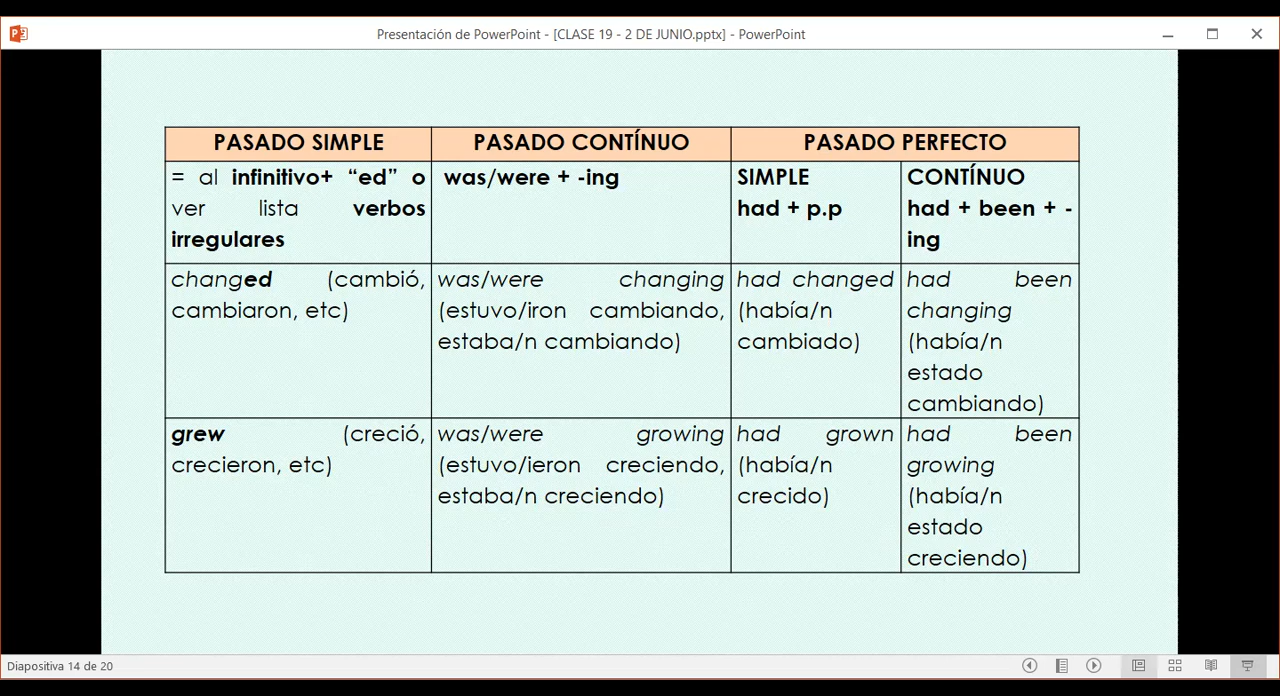 Presentación de PowerPoint - [CLASE 19 - 2 DE JUNIO.pptx] - PowerPoint
PASADO SIMPLE
PASADO CONTÍNUO
PASADO PERFECTO
= al infinitivo+ “ed” o
ver lista verbos
irregulares
was/were + -ing
SIMPLE
had + p.p
CONTÍNUO
had + been + -
ing
changed (cambió,
cambiaron, etc)
was/were changing
(estuvo/iron cambiando,
estaba/n cambiando)
had changed
(había/n
cambiado)
had been
changing
(había/n
estado
cambiando)
grew (creció,
crecieron, etc)
was/were growing
(estuvo/ieron creciendo,
estaba/n creciendo)
had grown
(había/n
crecido)
had been
growing
(había/n
estado
creciendo)
Diapositiva 14 de 20